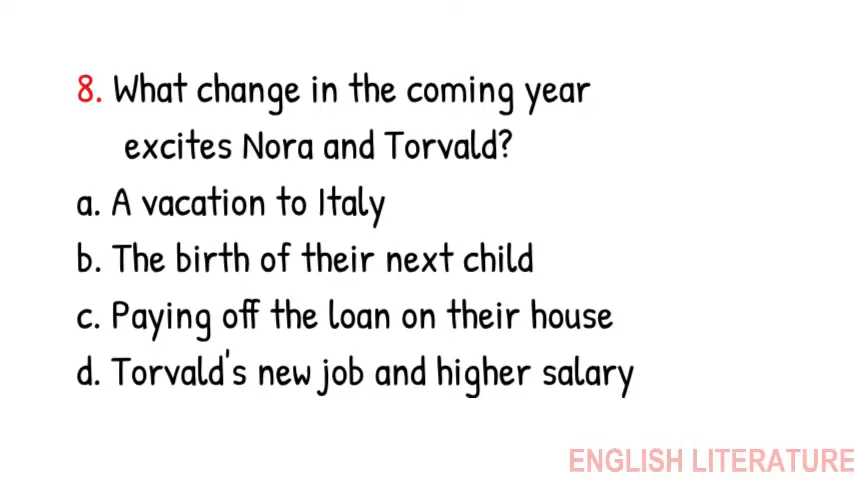 8. What change in the coming year
excites Nora and Torvald?
a. A vacation to Italy
b. The birth of their next child
c. Paying off the loan on their house
d. Torvald's new job and higher salary
ENGLISH LITERATURE